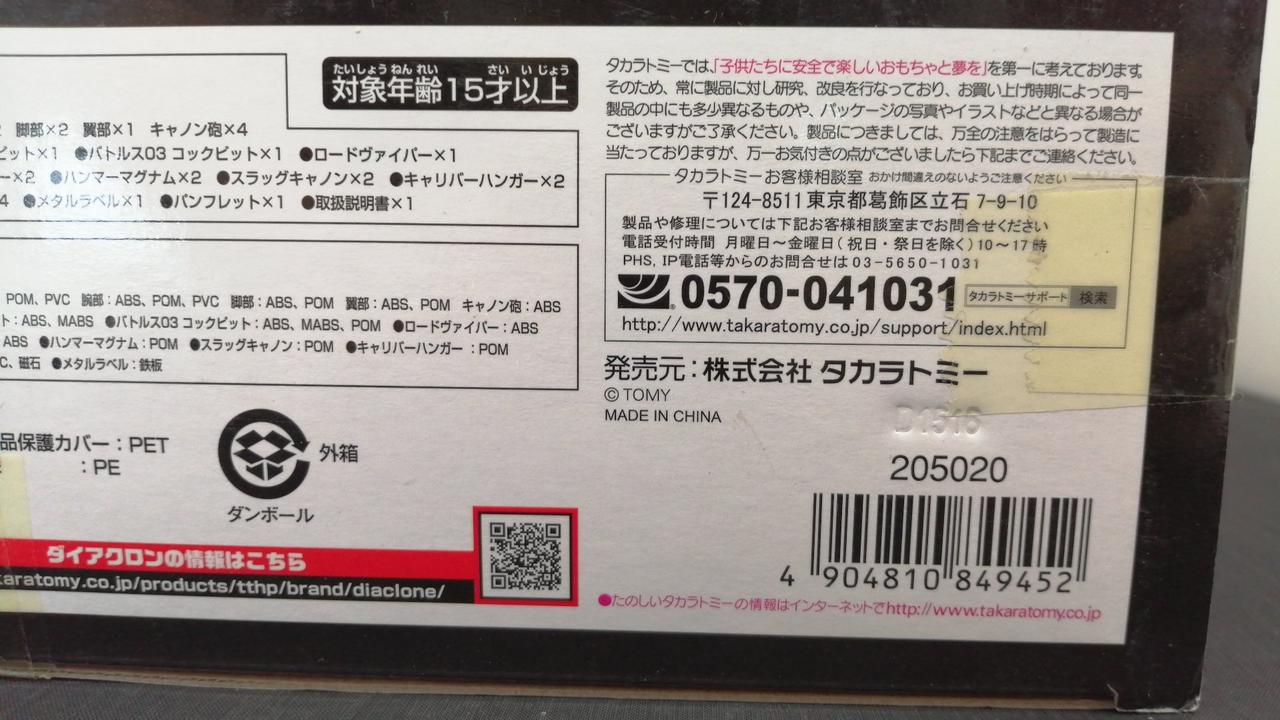 たいしょう ねん れい さい い じょう
対象年齢15才以上
脚部×2 翼部×1 キャノン砲×4
ピット×1 ●バトルス03 コックピット×1 ●ロードヴァイパー×1
ー×2 ●ハンマーマグナム×2 ●スラッグキャノン×2 ●キャリバーハンガー×2
4 ●メタルラベル×1 ●パンフレット×1 ●取扱説明書×1
POM、PVC 腕部：ABS、POM、PVC 脚部：ABS、POM 翼部：ABS、POM キャノン砲：ABS
ト：ABS、MABS ●バトルス03 コックピット：ABS、MABS、POM ●ロードヴァイパー：ABS
ABS ●ハンマーマグナム：POM ●スラッグキャノン：POM ●キャリバーハンガー：POM
C、磁石 ●メタルラベル：鉄板
品保護カバー：PET
：PE
外箱
ダンボール
ダイアクロンの情報はこちら
karatomy.co.jp/products/tthp/brand/diaclone/
タカラトミーでは、「子供たちに安全で楽しいおもちゃと夢を」を第一に考えております。
そのため、常に製品に対し研究、改良を行なっており、お買い上げ時期によって同一
製品の中にも多少異なるものや、パッケージの写真やイラストなどと異なる場合が
ございますがご了承ください。製品につきましては、万全の注意をはらって製造に
当たっておりますが、万一お気付きの点がございましたら下記までご連絡ください。
タカラトミーお客様相談室 おかけ間違えのないようご注意ください
〒124-8511 東京都葛飾区立石 7-9-10
製品や修理については下記お客様相談室までお問合せください
電話受付時間 月曜日〜金曜日（祝日・祭日を除く）10〜17時
PHS、IP電話等からのお問合せは03-5650-1031
0570-041031 タカラトミーサポート 検索
http://www.takaratomy.co.jp/support/index.html
発売元：株式会社 タカラトミー
© TOMY
MADE IN CHINA
D1516
205020
4 904810 849452
●たのしいタカラトミーの情報はインターネットでhttp://www.takaratomy.co.jp